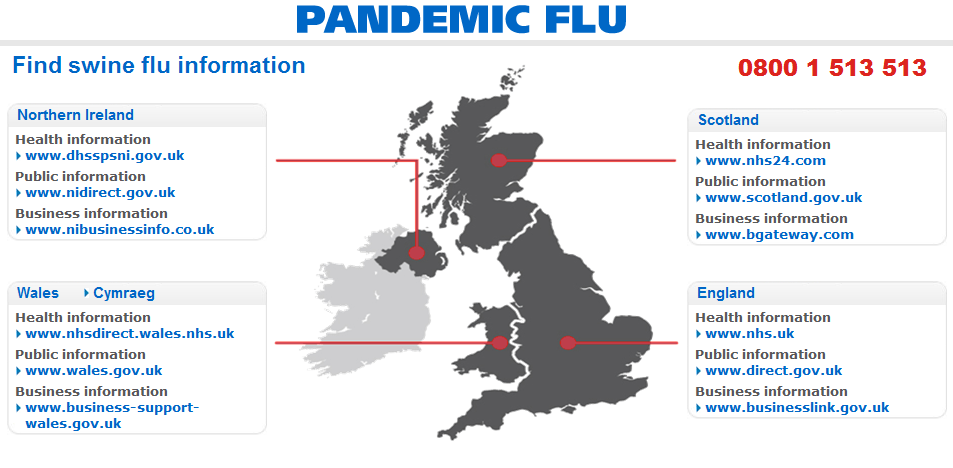 PANDEMIC FLU
Find swine flu information
0800 1 513 513
Northern Ireland
Health information
www.dhsspsni.gov.uk
Public information
www.nidirect.gov.uk
Business information
www.nibusinessinfo.co.uk
Scotland
Health information
www.nhs24.com
Public information
www.scotland.gov.uk
Business information
www.bgateway.com
Wales Cymraeg
Health information
www.nhsdirect.wales.nhs.uk
Public information
www.wales.gov.uk
Business information
www.business-support-
wales.gov.uk
England
Health information
www.nhs.uk
Public information
www.direct.gov.uk
Business information
www.businesslink.gov.uk